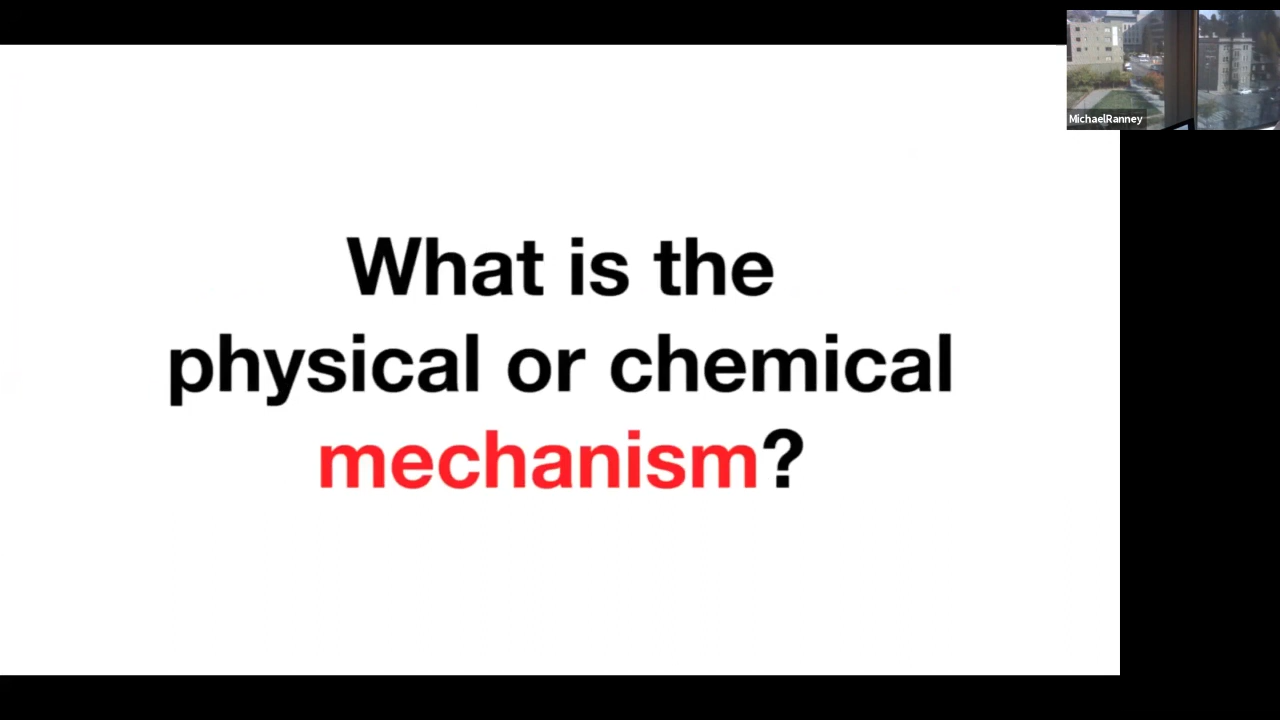 What is the
physical or chemical
mechanism?
MichaelRanney